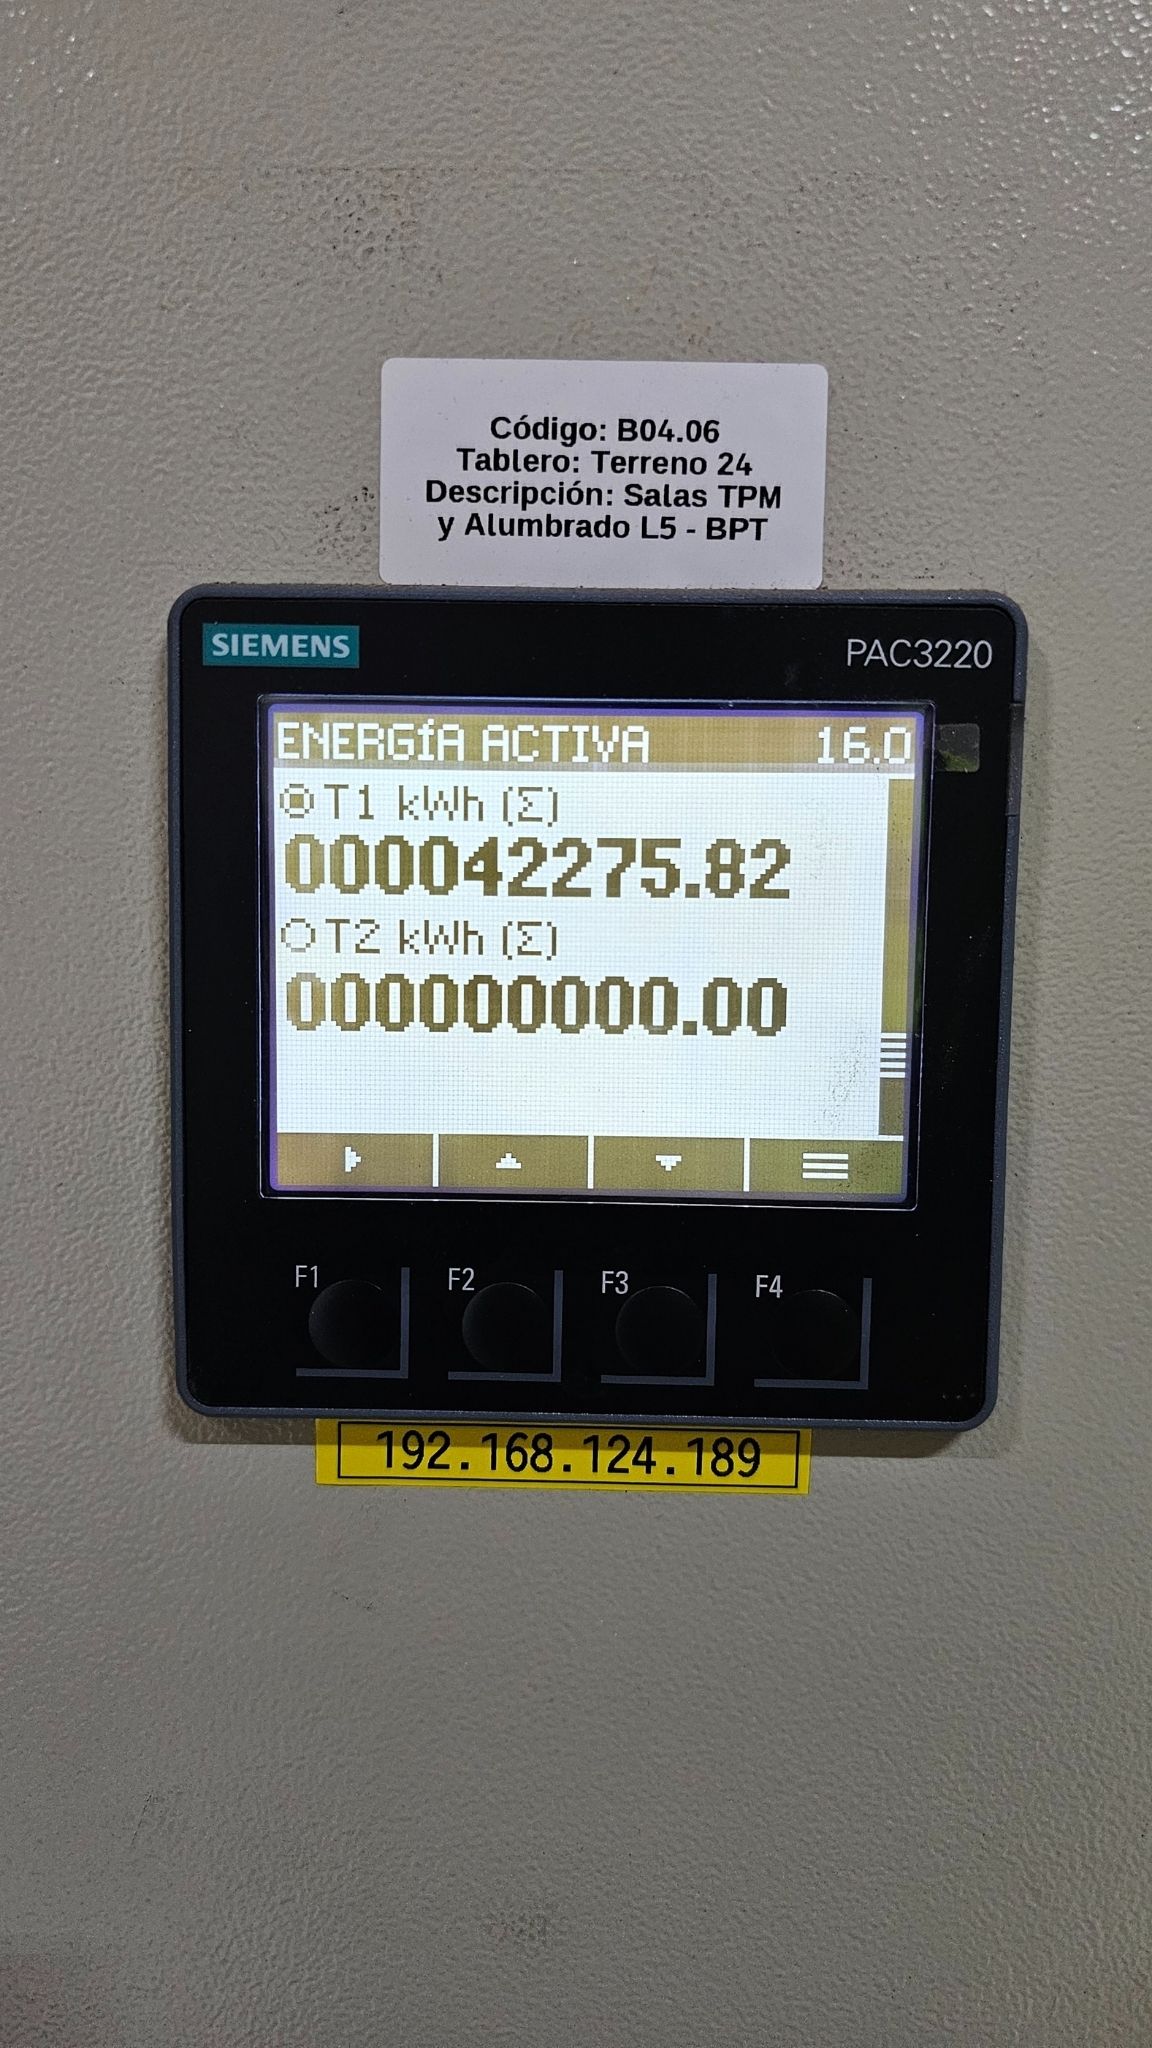 Código: B04.06
Tablero: Terreno 24
Descripción: Salas TPM
y Alumbrado L5 - BPT
SIEMENS
PAC3220
ENERGÍA ACTIVA 16.0
T1 kWh (Σ)
000042275.82
T2 kWh (Σ)
000000000.00
F1 F2 F3 F4
192.168.124.189